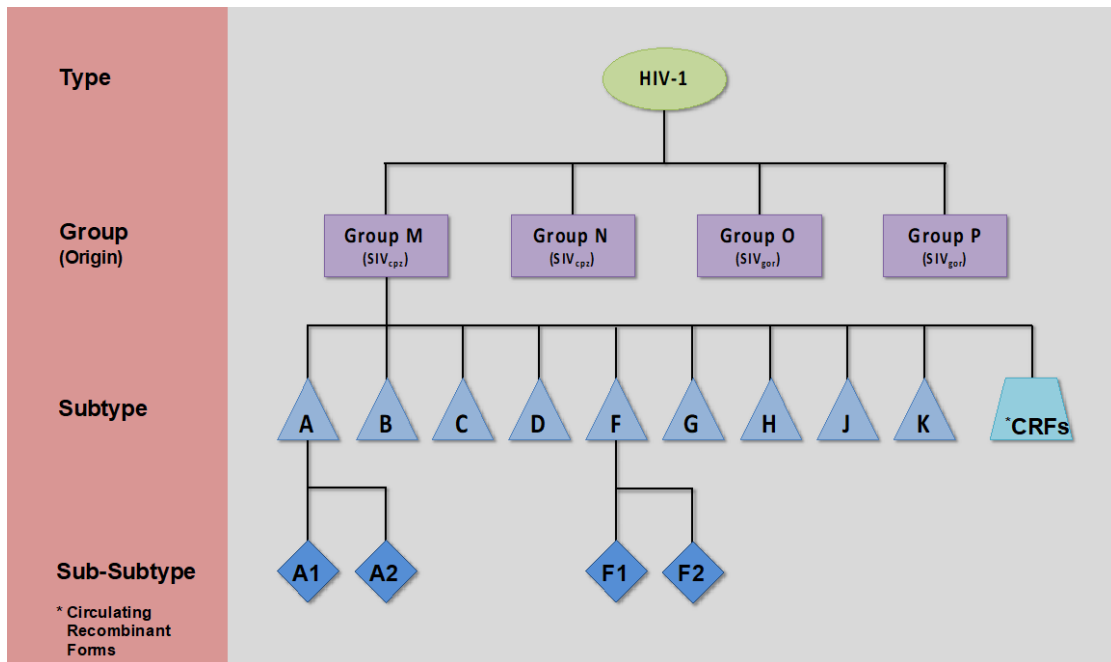 Type
HIV-1
Group
(Origin)
Group M
(SIVcpz)
Group N
(SIVcpz)
Group O
(SIVgor)
Group P
(SIVgor)
Subtype
A
B
C
D
F
G
H
J
K
*CRFs
Sub-Subtype
A1
A2
F1
F2
* Circulating
Recombinant
Forms